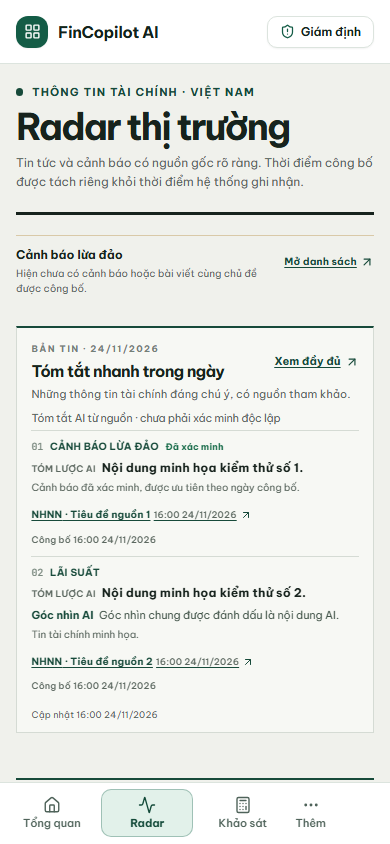 FinCopilot AI
Giám định
THÔNG TIN TÀI CHÍNH · VIỆT NAM
Radar thị trường
Tin tức và cảnh báo có nguồn gốc rõ ràng. Thời điểm công bố
được tách riêng khỏi thời điểm hệ thống ghi nhận.
Cảnh báo lừa đảo
Mở danh sách
Hiện chưa có cảnh báo hoặc bài viết cùng chủ đề
được công bố.
BẢN TIN · 24/11/2026
Tóm tắt nhanh trong ngày
Xem đầy đủ
Những thông tin tài chính đáng chú ý, có nguồn tham khảo.
Tóm tắt AI từ nguồn · chưa phải xác minh độc lập
01 CẢNH BÁO LỪA ĐẢO Đã xác minh
TÓM LƯỢC AI Nội dung minh họa kiểm thử số 1.
Cảnh báo đã xác minh, được ưu tiên theo ngày công bố.
NHNN · Tiêu đề nguồn 1 16:00 24/11/2026
Công bố 16:00 24/11/2026
02 LÃI SUẤT
TÓM LƯỢC AI Nội dung minh họa kiểm thử số 2.
Góc nhìn AI Góc nhìn chung được đánh dấu là nội dung AI.
Tin tài chính minh họa.
NHNN · Tiêu đề nguồn 2 16:00 24/11/2026
Công bố 16:00 24/11/2026
Cập nhật 16:00 24/11/2026
Tổng quan
Radar
Khảo sát
Thêm